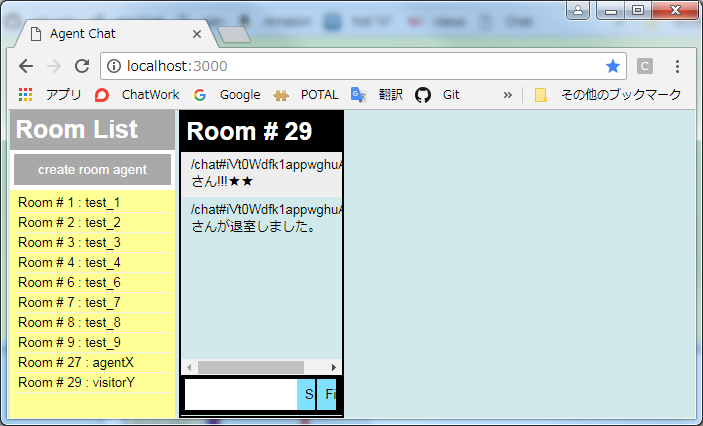 Agent Chat
localhost:3000
C
アプリ ChatWork Google POTAL 翻訳 Git » その他のブックマーク
Room List
create room agent
Room # 1 : test_1
Room # 2 : test_2
Room # 3 : test_3
Room # 4 : test_4
Room # 6 : test_6
Room # 7 : test_7
Room # 8 : test_8
Room # 9 : test_9
Room # 27 : agentX
Room # 29 : visitorY
Room # 29
/chat#iVt0Wdfk1appwghuA
さん!!!★★
/chat#iVt0Wdfk1appwghuA
さんが退室しました。
S
Fi